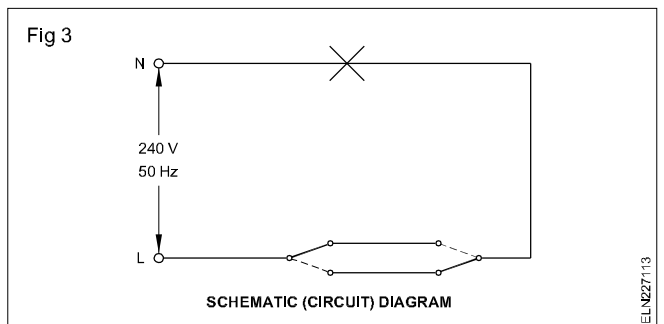 Fig 3
N
240 V
50 Hz
L
SCHEMATIC (CIRCUIT) DIAGRAM
ELN227113